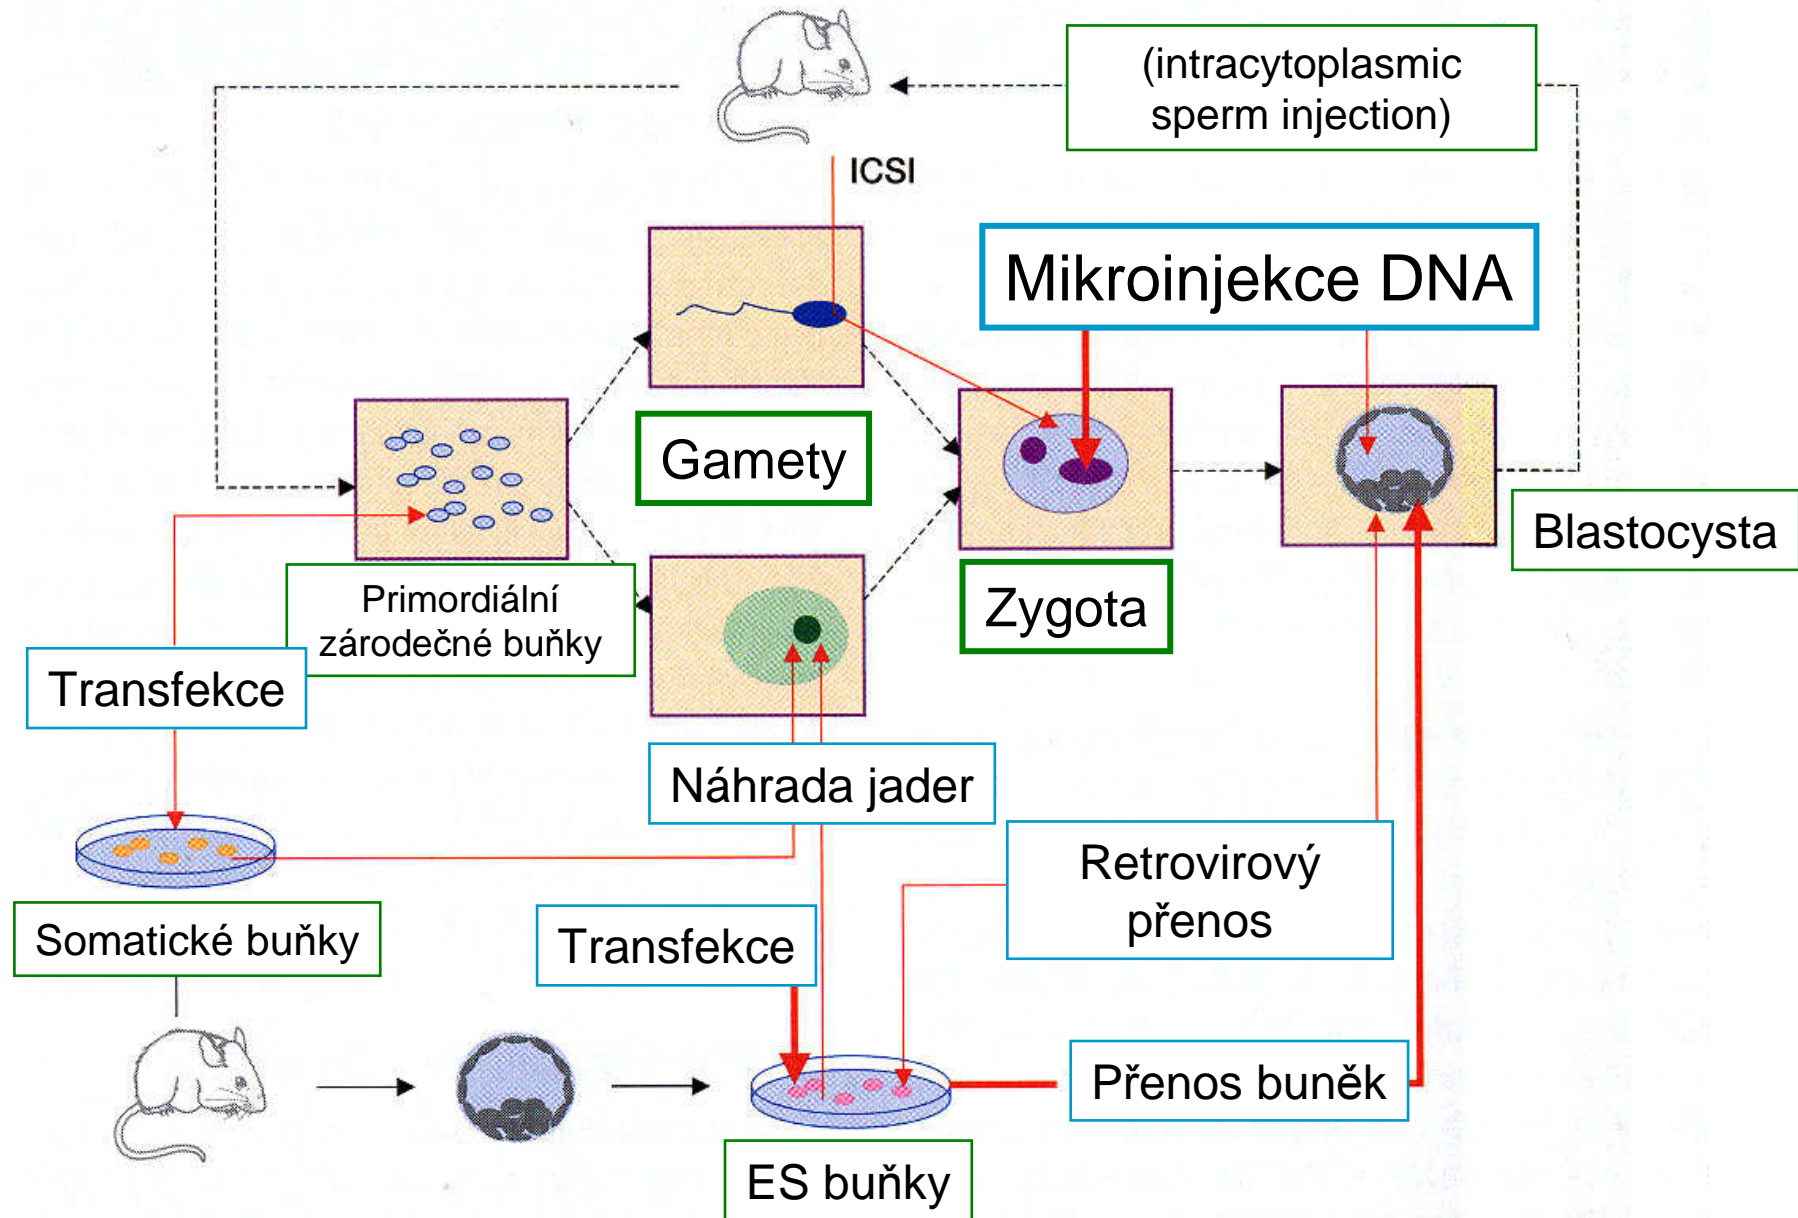 (intracytoplasmic
sperm injection)
ICSI
Mikroinjekce DNA
Gamety
Zygota
Blastocysta
Primordiální
zárodečné buňky
Transfekce
Náhrada jader
Retrovirový
přenos
Somatické buňky
Transfekce
Přenos buněk
ES buňky